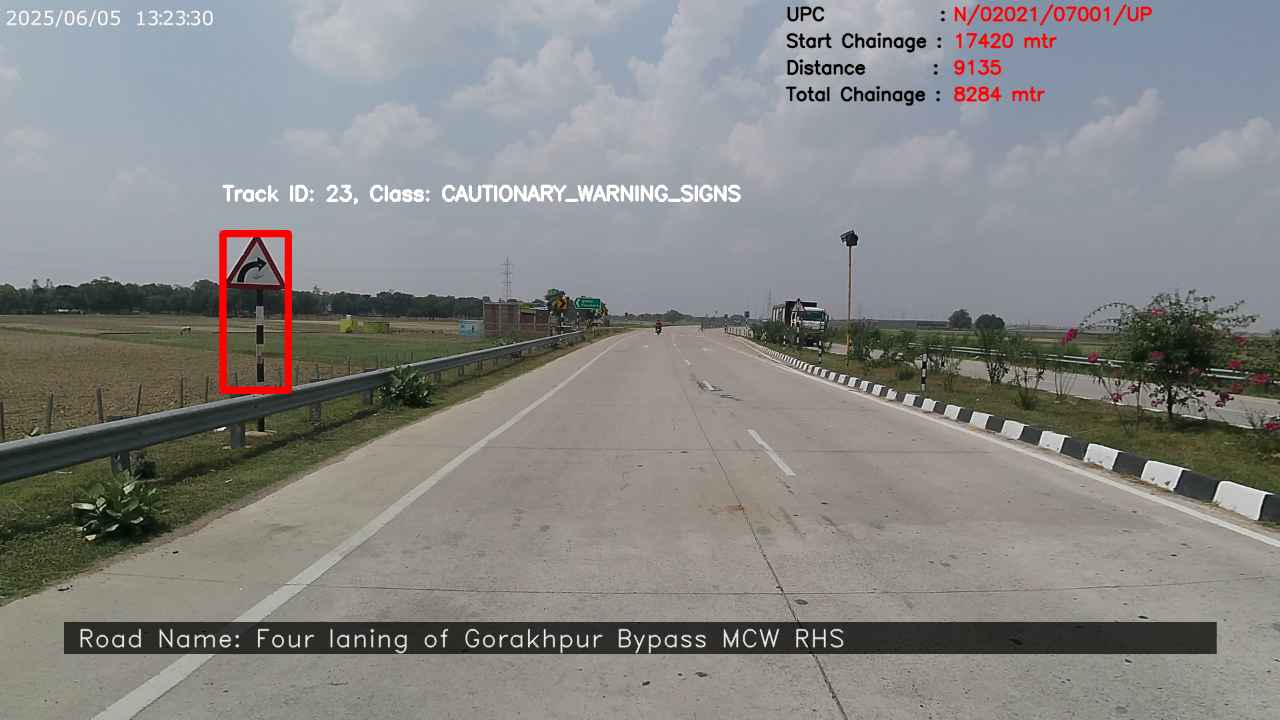 2025/06/05 13:23:30
UPC : N/02021/07001/UP
Start Chainage : 17420 mtr
Distance : 9135
Total Chainage : 8284 mtr
Track ID: 23, Class: CAUTIONARY_WARNING_SIGNS
Road Name: Four laning of Gorakhpur Bypass MCW RHS